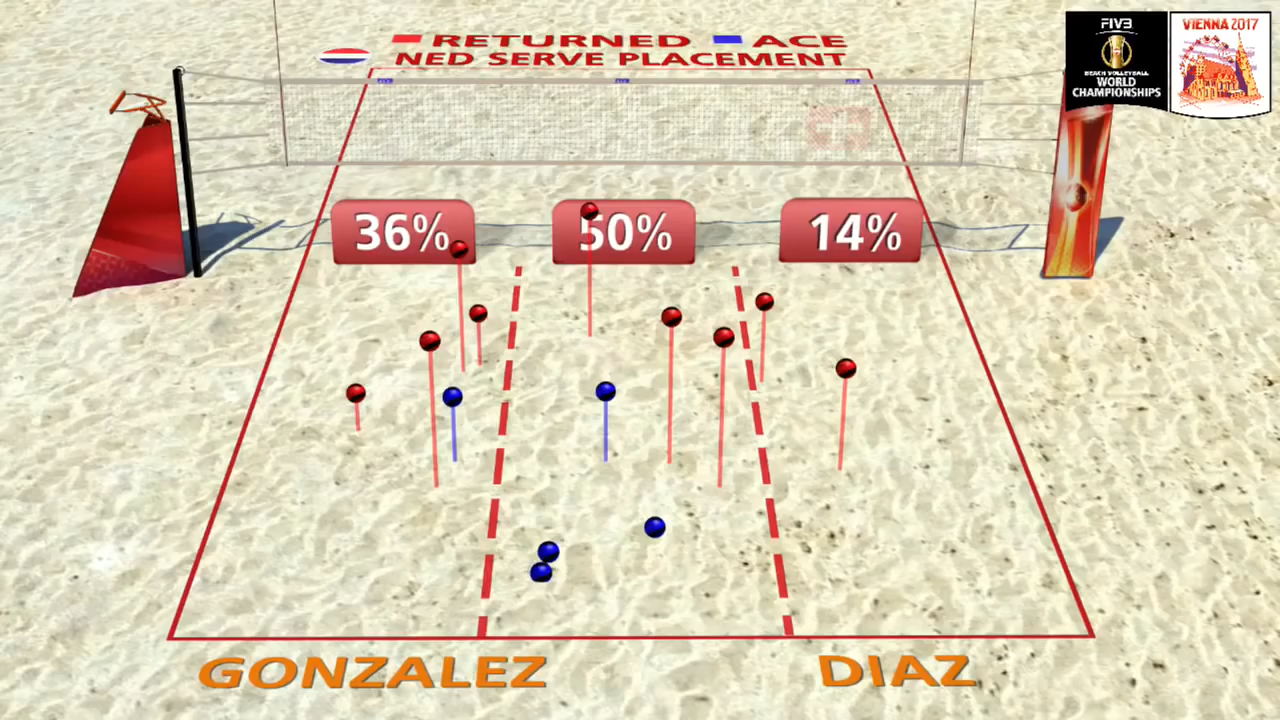 RETURNED ACE
NED SERVE PLACEMENT
FIVB
BEACH VOLLEYBALL
WORLD
CHAMPIONSHIPS
VIENNA 2017
36% 50% 14%
GONZALEZ DIAZ